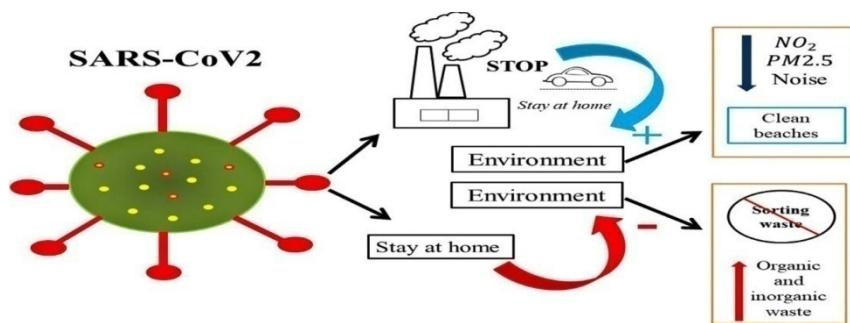 SARS-CoV2
STOP
Stay at home
+
Environment
Environment
-
Stay at home
NO₂
PM2.5
Noise
Clean
beaches
Sorting
waste
Organic
and
inorganic
waste